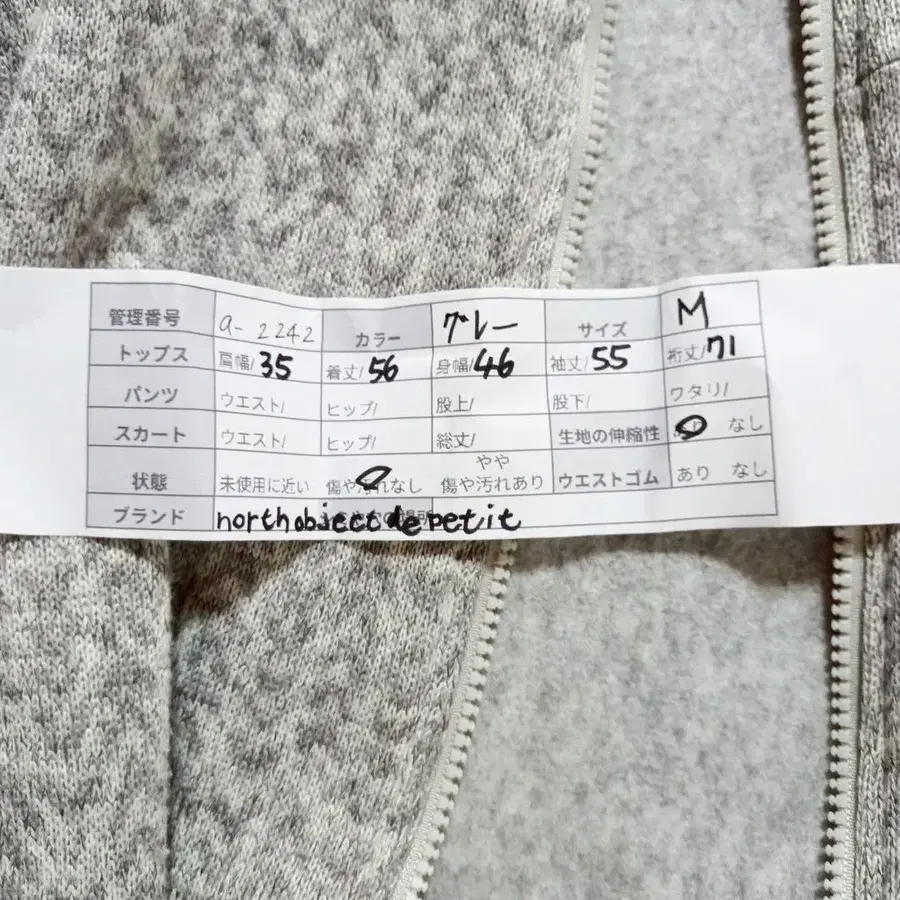 管理番号 a-2242 カラー グレー サイズ M
トップス 肩幅/35 着丈/56 身幅/46 袖丈/55 裄丈/71
パンツ ウエスト/ ヒップ/ 股上/ 股下/ ワタリ/
スカート ウエスト/ ヒップ/ 総丈/ 生地の伸縮性 なし
状態 未使用に近い 傷や汚れなし やや傷や汚れあり ウエストゴム あり なし
ブランド northobject de petit